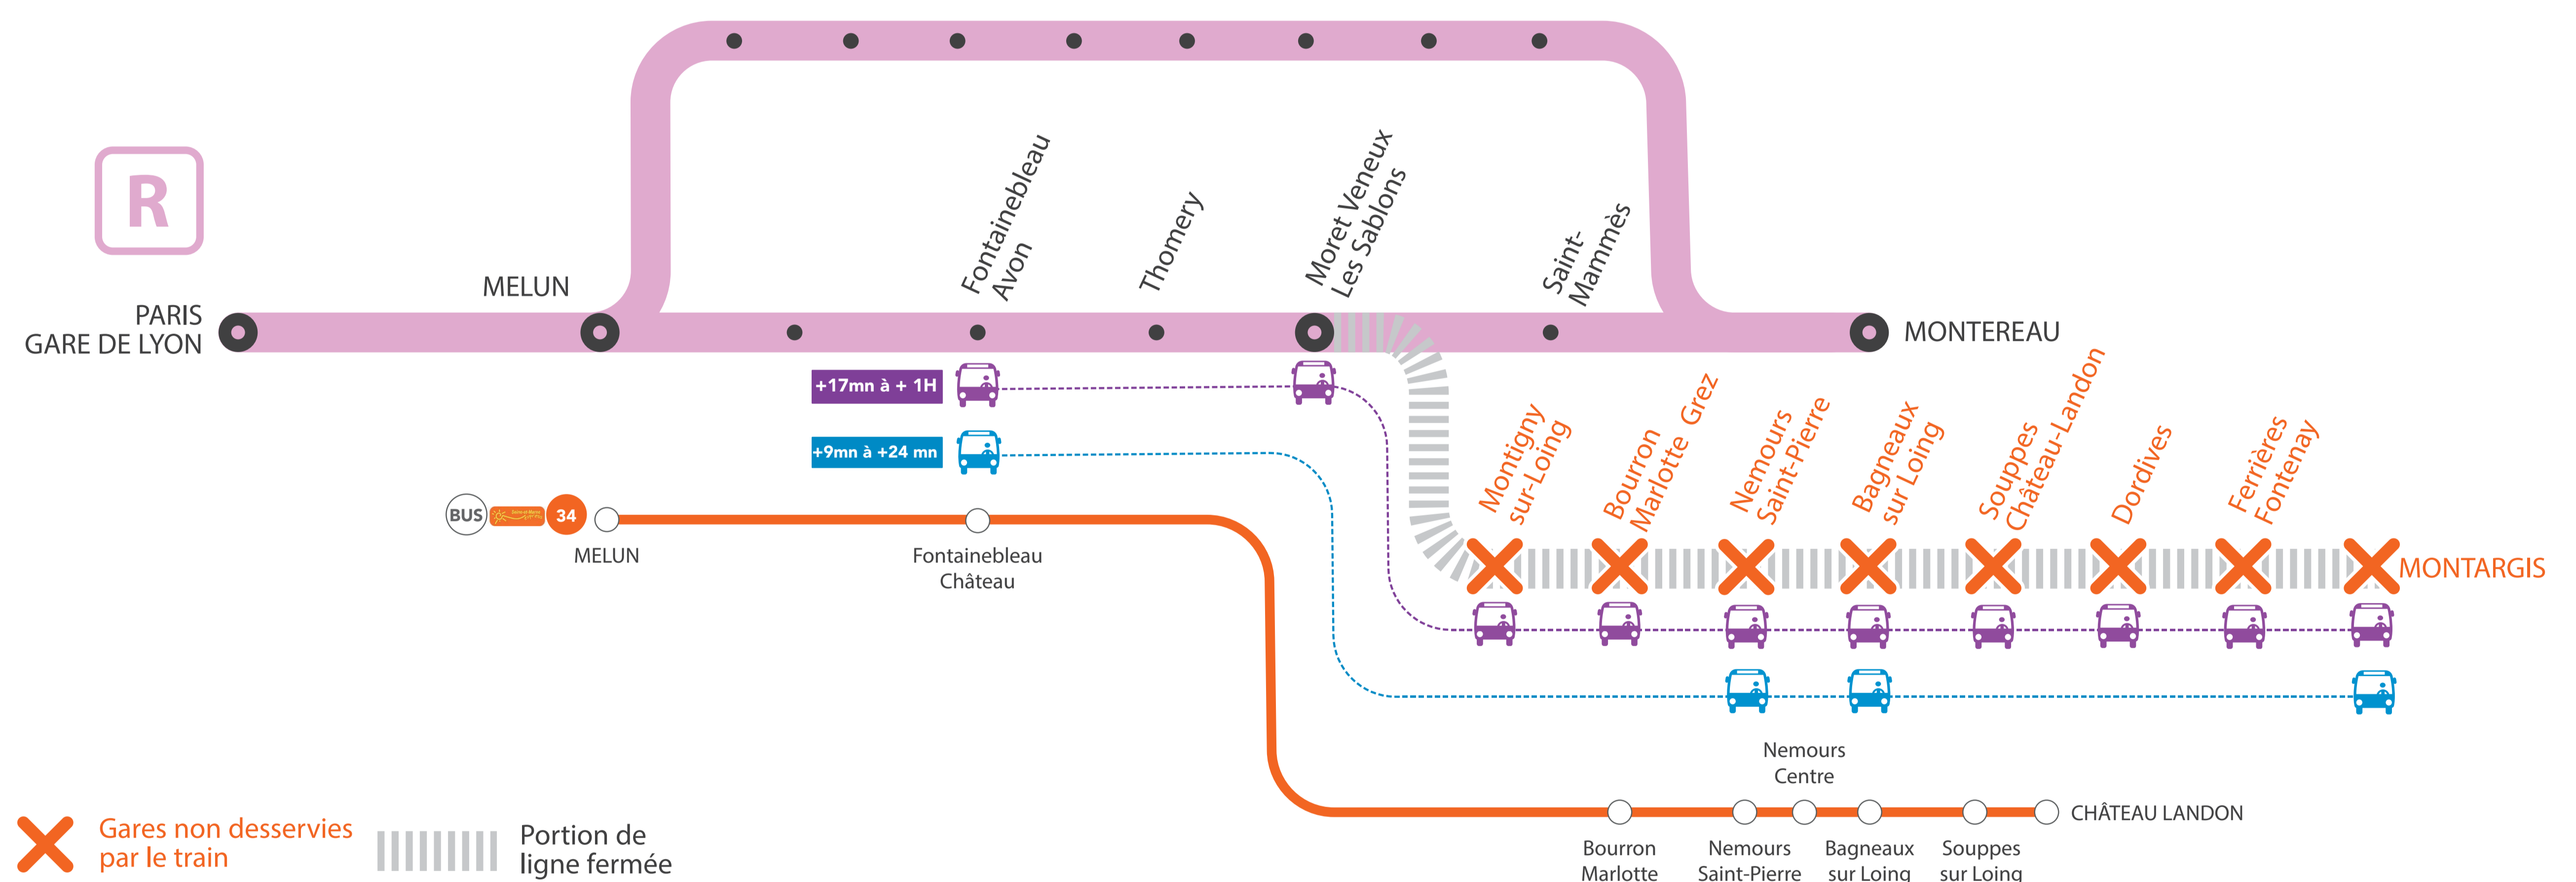 R
PARIS
GARE DE LYON
MELUN
Fontainebleau
Avon
Thomery
Moret Veneux
Les Sablons
Saint-
Mammès
MONTEREAU
+17mn à + 1H
+9mn à +24 mn
Montigny
sur-Loing
Bourron
Marlotte Grez
Nemours
Saint-Pierre
Bagneaux
sur Loing
Souppes
Château-Landon
Dordives
Ferrières
Fontenay
MONTARGIS
BUS
34
MELUN
Fontainebleau
Château
Nemours
Centre
CHÂTEAU LANDON
Bourron
Marlotte
Nemours
Saint-Pierre
Bagneaux
sur Loing
Souppes
sur Loing
Gares non desservies
par le train
Portion de
ligne fermée